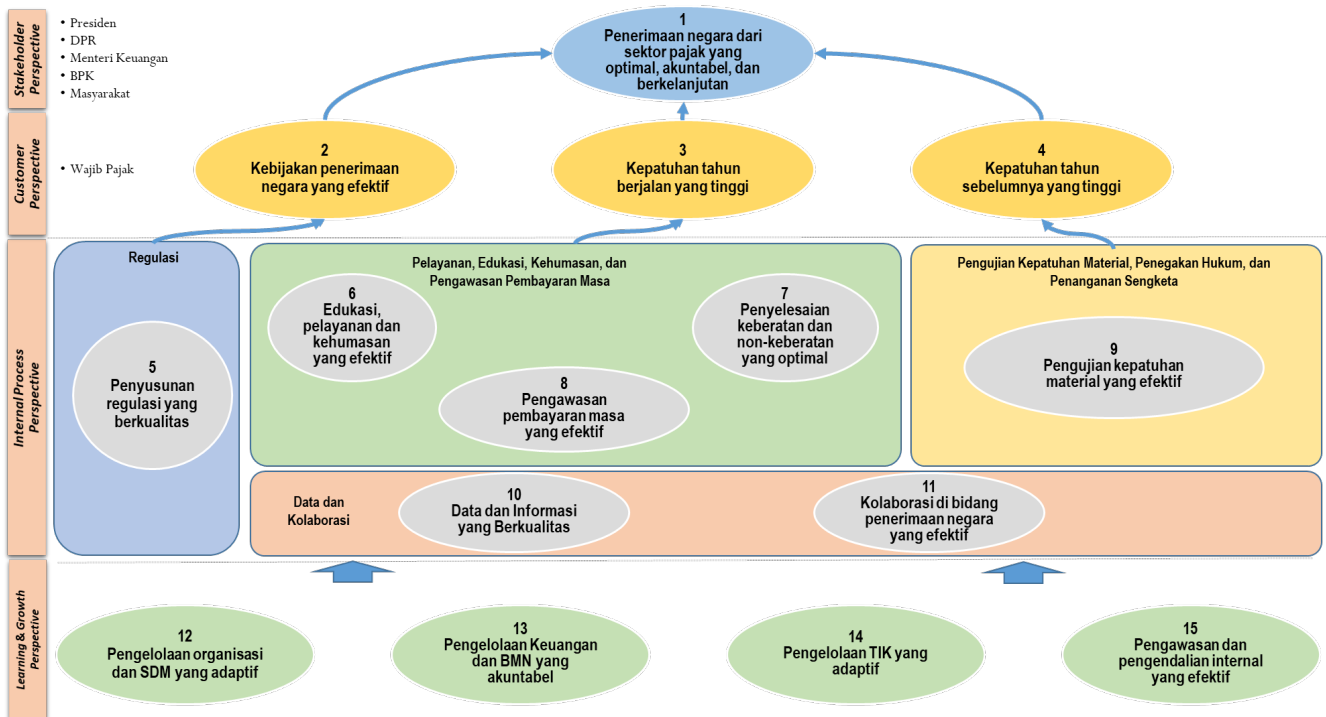 Stakeholder
Perspective
• Presiden
• DPR
• Menteri Keuangan
• BPK
• Masyarakat
1
Penerimaan negara dari
sektor pajak yang
optimal, akuntabel, dan
berkelanjutan
Customer
Perspective
• Wajib Pajak
2
Kebijakan penerimaan
negara yang efektif
3
Kepatuhan tahun
berjalan yang tinggi
4
Kepatuhan tahun
sebelumnya yang tinggi
Internal Process
Perspective
Regulasi
5
Penyusunan
regulasi yang
berkualitas
Pelayanan, Edukasi, Kehumasan, dan
Pengawasan Pembayaran Masa
6
Edukasi,
pelayanan dan
kehumasan
yang efektif
7
Penyelesaian
keberatan dan
non-keberatan
yang optimal
8
Pengawasan
pembayaran masa
yang efektif
Pengujian Kepatuhan Material, Penegakan Hukum, dan
Penanganan Sengketa
9
Pengujian kepatuhan
material yang efektif
Data dan
Kolaborasi
10
Data dan Informasi
yang Berkualitas
11
Kolaborasi di bidang
penerimaan negara
yang efektif
Learning & Growth
Perspective
12
Pengelolaan organisasi
dan SDM yang adaptif
13
Pengelolaan Keuangan
dan BMN yang
akuntabel
14
Pengelolaan TIK yang
adaptif
15
Pengawasan dan
pengendalian internal
yang efektif